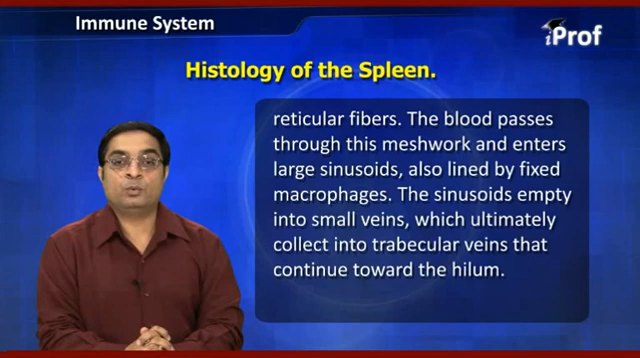 Immune System
iProf
Histology of the Spleen.
reticular fibers. The blood passes
through this meshwork and enters
large sinusoids, also lined by fixed
macrophages. The sinusoids empty
into small veins, which ultimately
collect into trabecular veins that
continue toward the hilum.